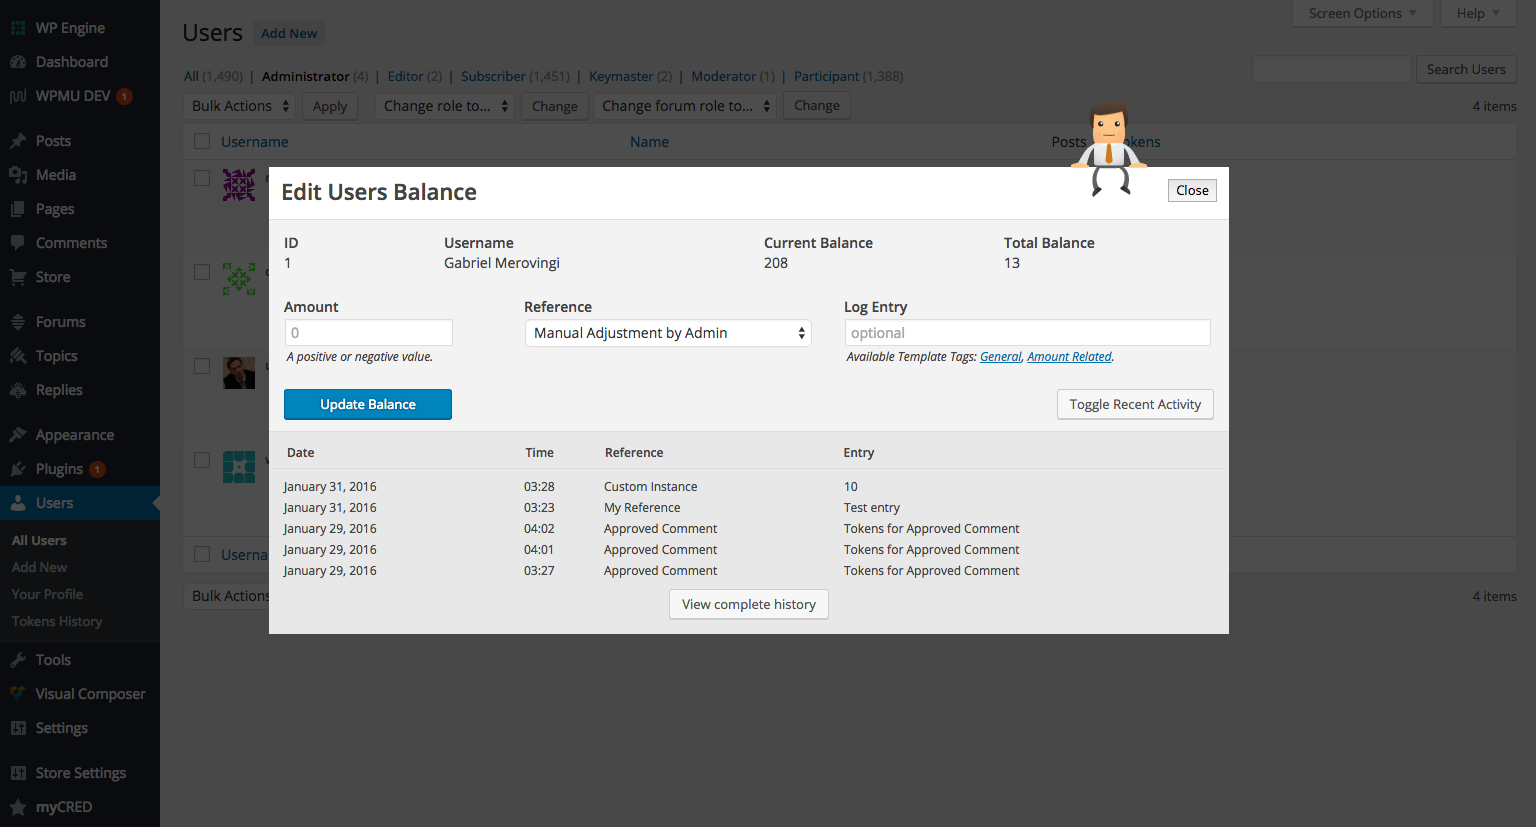 WP Engine
Dashboard
WPMU DEV 1
Posts
Media
Pages
Comments
Store
Forums
Topics
Replies
Appearance
Plugins 1
Users
All Users
Add New
Your Profile
Tokens History
Tools
Visual Composer
Settings
Store Settings
myCRED
Screen Options Help
Users Add New
All (1,490) | Administrator (4) | Editor (2) | Subscriber (1,451) | Keymaster (2) | Moderator (1) | Participant (1,388)
Search Users
Bulk Actions Apply Change role to... Change Change forum role to... Change 4 items
Username Name Posts
Edit Users Balance Close
ID Username Current Balance Total Balance
1 Gabriel Merovingi 208 13
Amount Reference Log Entry
0 Manual Adjustment by Admin optional
A positive or negative value. Available Template Tags: General, Amount Related.
Update Balance Toggle Recent Activity
Date Time Reference Entry
January 31, 2016 03:28 Custom Instance 10
January 31, 2016 03:23 My Reference Test entry
January 29, 2016 04:02 Approved Comment Tokens for Approved Comment
January 29, 2016 04:01 Approved Comment Tokens for Approved Comment
January 29, 2016 03:27 Approved Comment Tokens for Approved Comment
View complete history
Bulk Actions 4 items